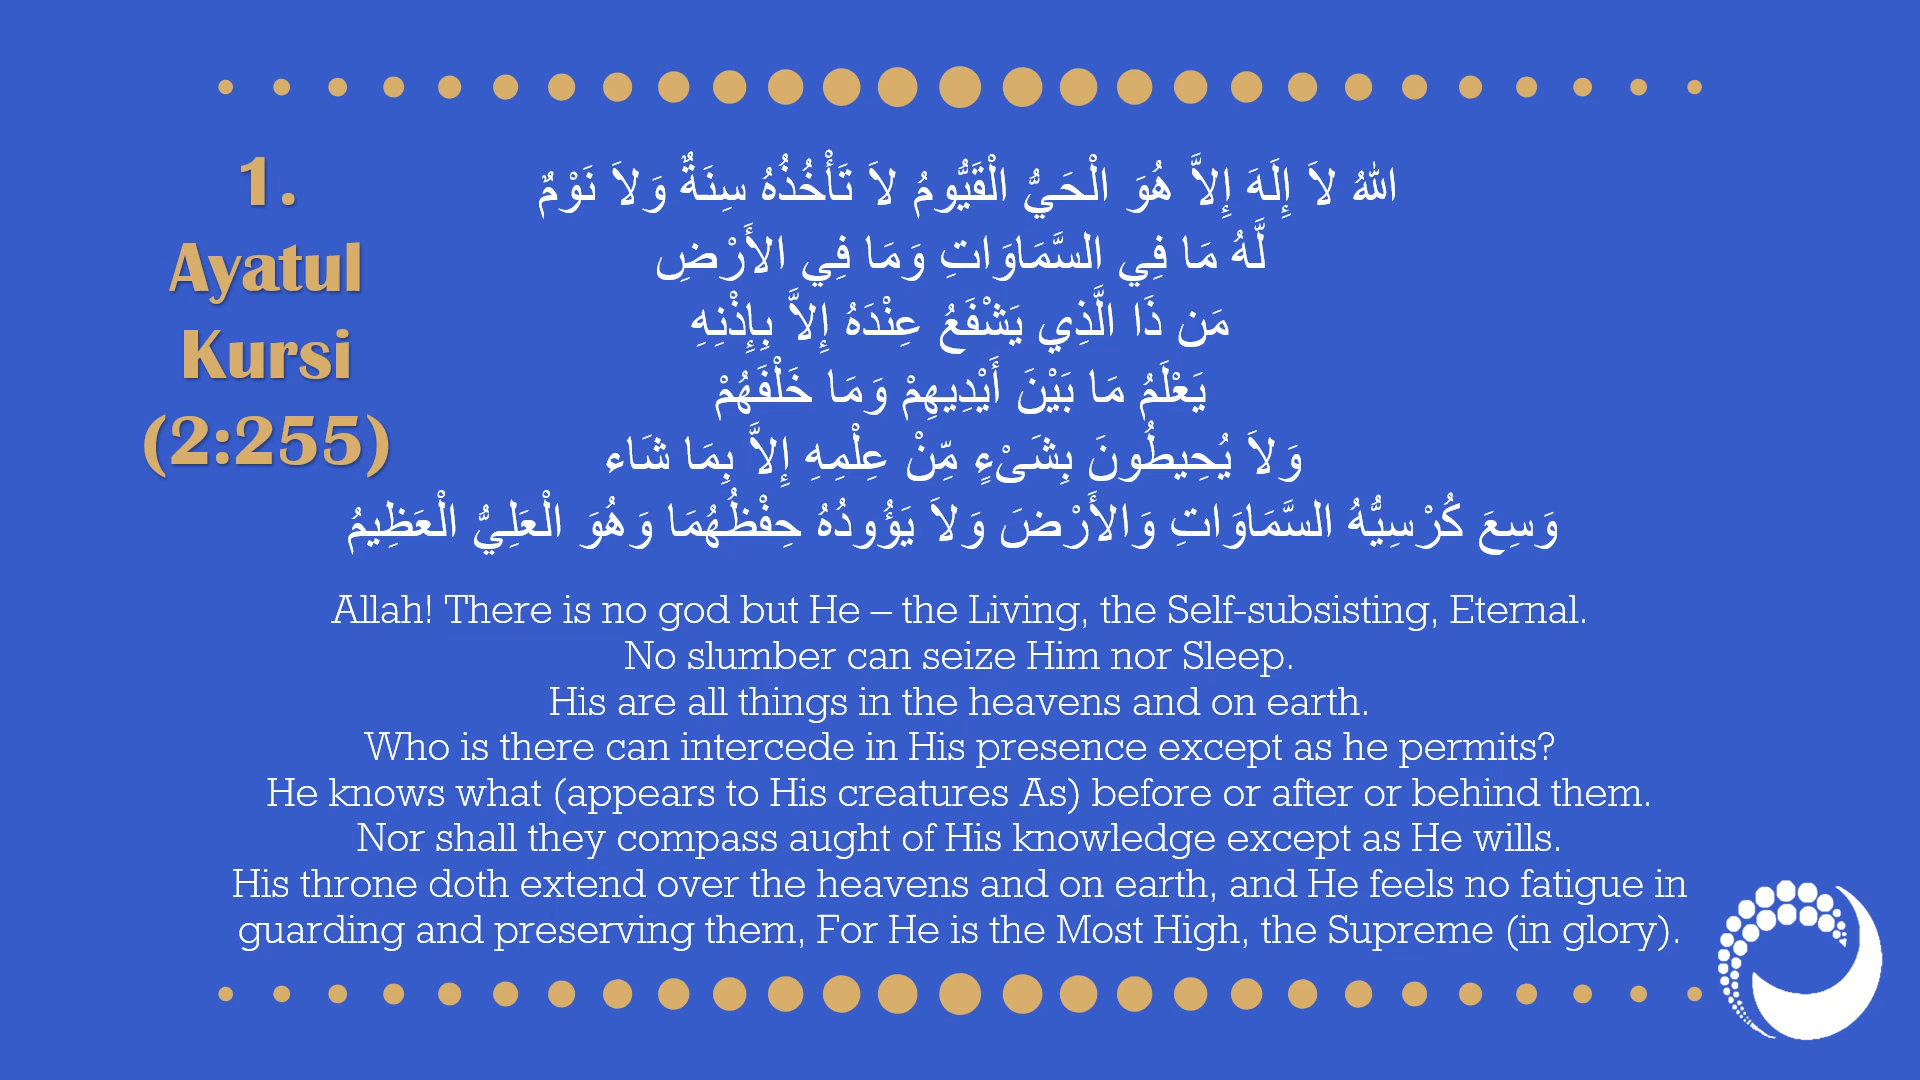 1.
Ayatul
Kursi
(2:255)
اللهُ لاَ إِلَهَ إِلاَّ هُوَ الْحَيُّ الْقَيُّومُ لاَ تَأْخُذُهُ سِنَةٌ وَلاَ نَوْمٌ
لَّهُ مَا فِي السَّمَاوَاتِ وَمَا فِي الأَرْضِ
مَن ذَا الَّذِي يَشْفَعُ عِنْدَهُ إِلاَّ بِإِذْنِهِ
يَعْلَمُ مَا بَيْنَ أَيْدِيهِمْ وَمَا خَلْفَهُمْ
وَلاَ يُحِيطُونَ بِشَىْءٍ مِّنْ عِلْمِهِ إِلاَّ بِمَا شَاء
وَسِعَ كُرْسِيُّهُ السَّمَاوَاتِ وَالأَرْضَ وَلاَ يَؤُودُهُ حِفْظُهُمَا وَهُوَ الْعَلِيُّ الْعَظِيمُ
Allah! There is no god but He – the Living, the Self-subsisting, Eternal.
No slumber can seize Him nor Sleep.
His are all things in the heavens and on earth.
Who is there can intercede in His presence except as he permits?
He knows what (appears to His creatures As) before or after or behind them.
Nor shall they compass aught of His knowledge except as He wills.
His throne doth extend over the heavens and on earth, and He feels no fatigue in
guarding and preserving them, For He is the Most High, the Supreme (in glory).